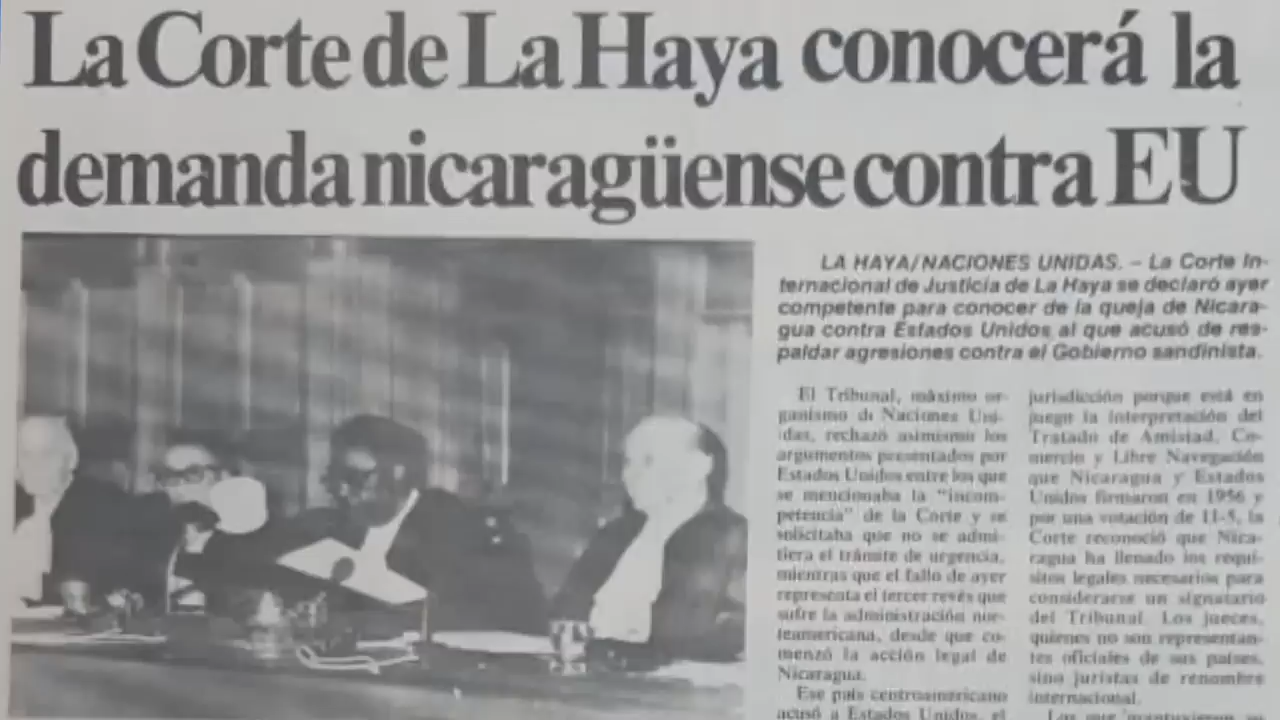 La Corte de La Haya conocerá la
demanda nicaragüense contra EU
LA HAYA/NACIONES UNIDAS. – La Corte In-
ternacional de Justicia de La Haya se declaró ayer
competente para conocer de la queja de Nicara-
gua contra Estados Unidos al que acusó de res-
paldar agresiones contra el Gobierno sandinista.
El Tribunal, máximo or-
ganismo de Naciones Uni-
das, rechazó asimismo los
argumentos presentados por
Estados Unidos entre los que
se mencionaba la "incom-
petencia" de la Corte y se
solicitaba que no se admi-
tiera el trámite de urgencia,
mientras que el fallo de ayer
representa el tercer revés que
sufre la administración nor-
teamericana, desde que co-
menzó la acción legal de
Nicaragua.
Ese país centroamericano
acusó a Estados Unidos, el
jurisdicción porque está en
juego la interpretación del
Tratado de Amistad, Co-
mercio y Libre Navegación
que Nicaragua y Estados
Unidos firmaron en 1956 y
por una votación de 11-5, la
Corte reconoció que Nica-
ragua ha llenado los requi-
sitos legales necesarios para
considerarse un signatario
del Tribunal. Los jueces,
quienes no son representan-
tes oficiales de sus países,
sino juristas de renombre
internacional.
Los que mantuvieron su